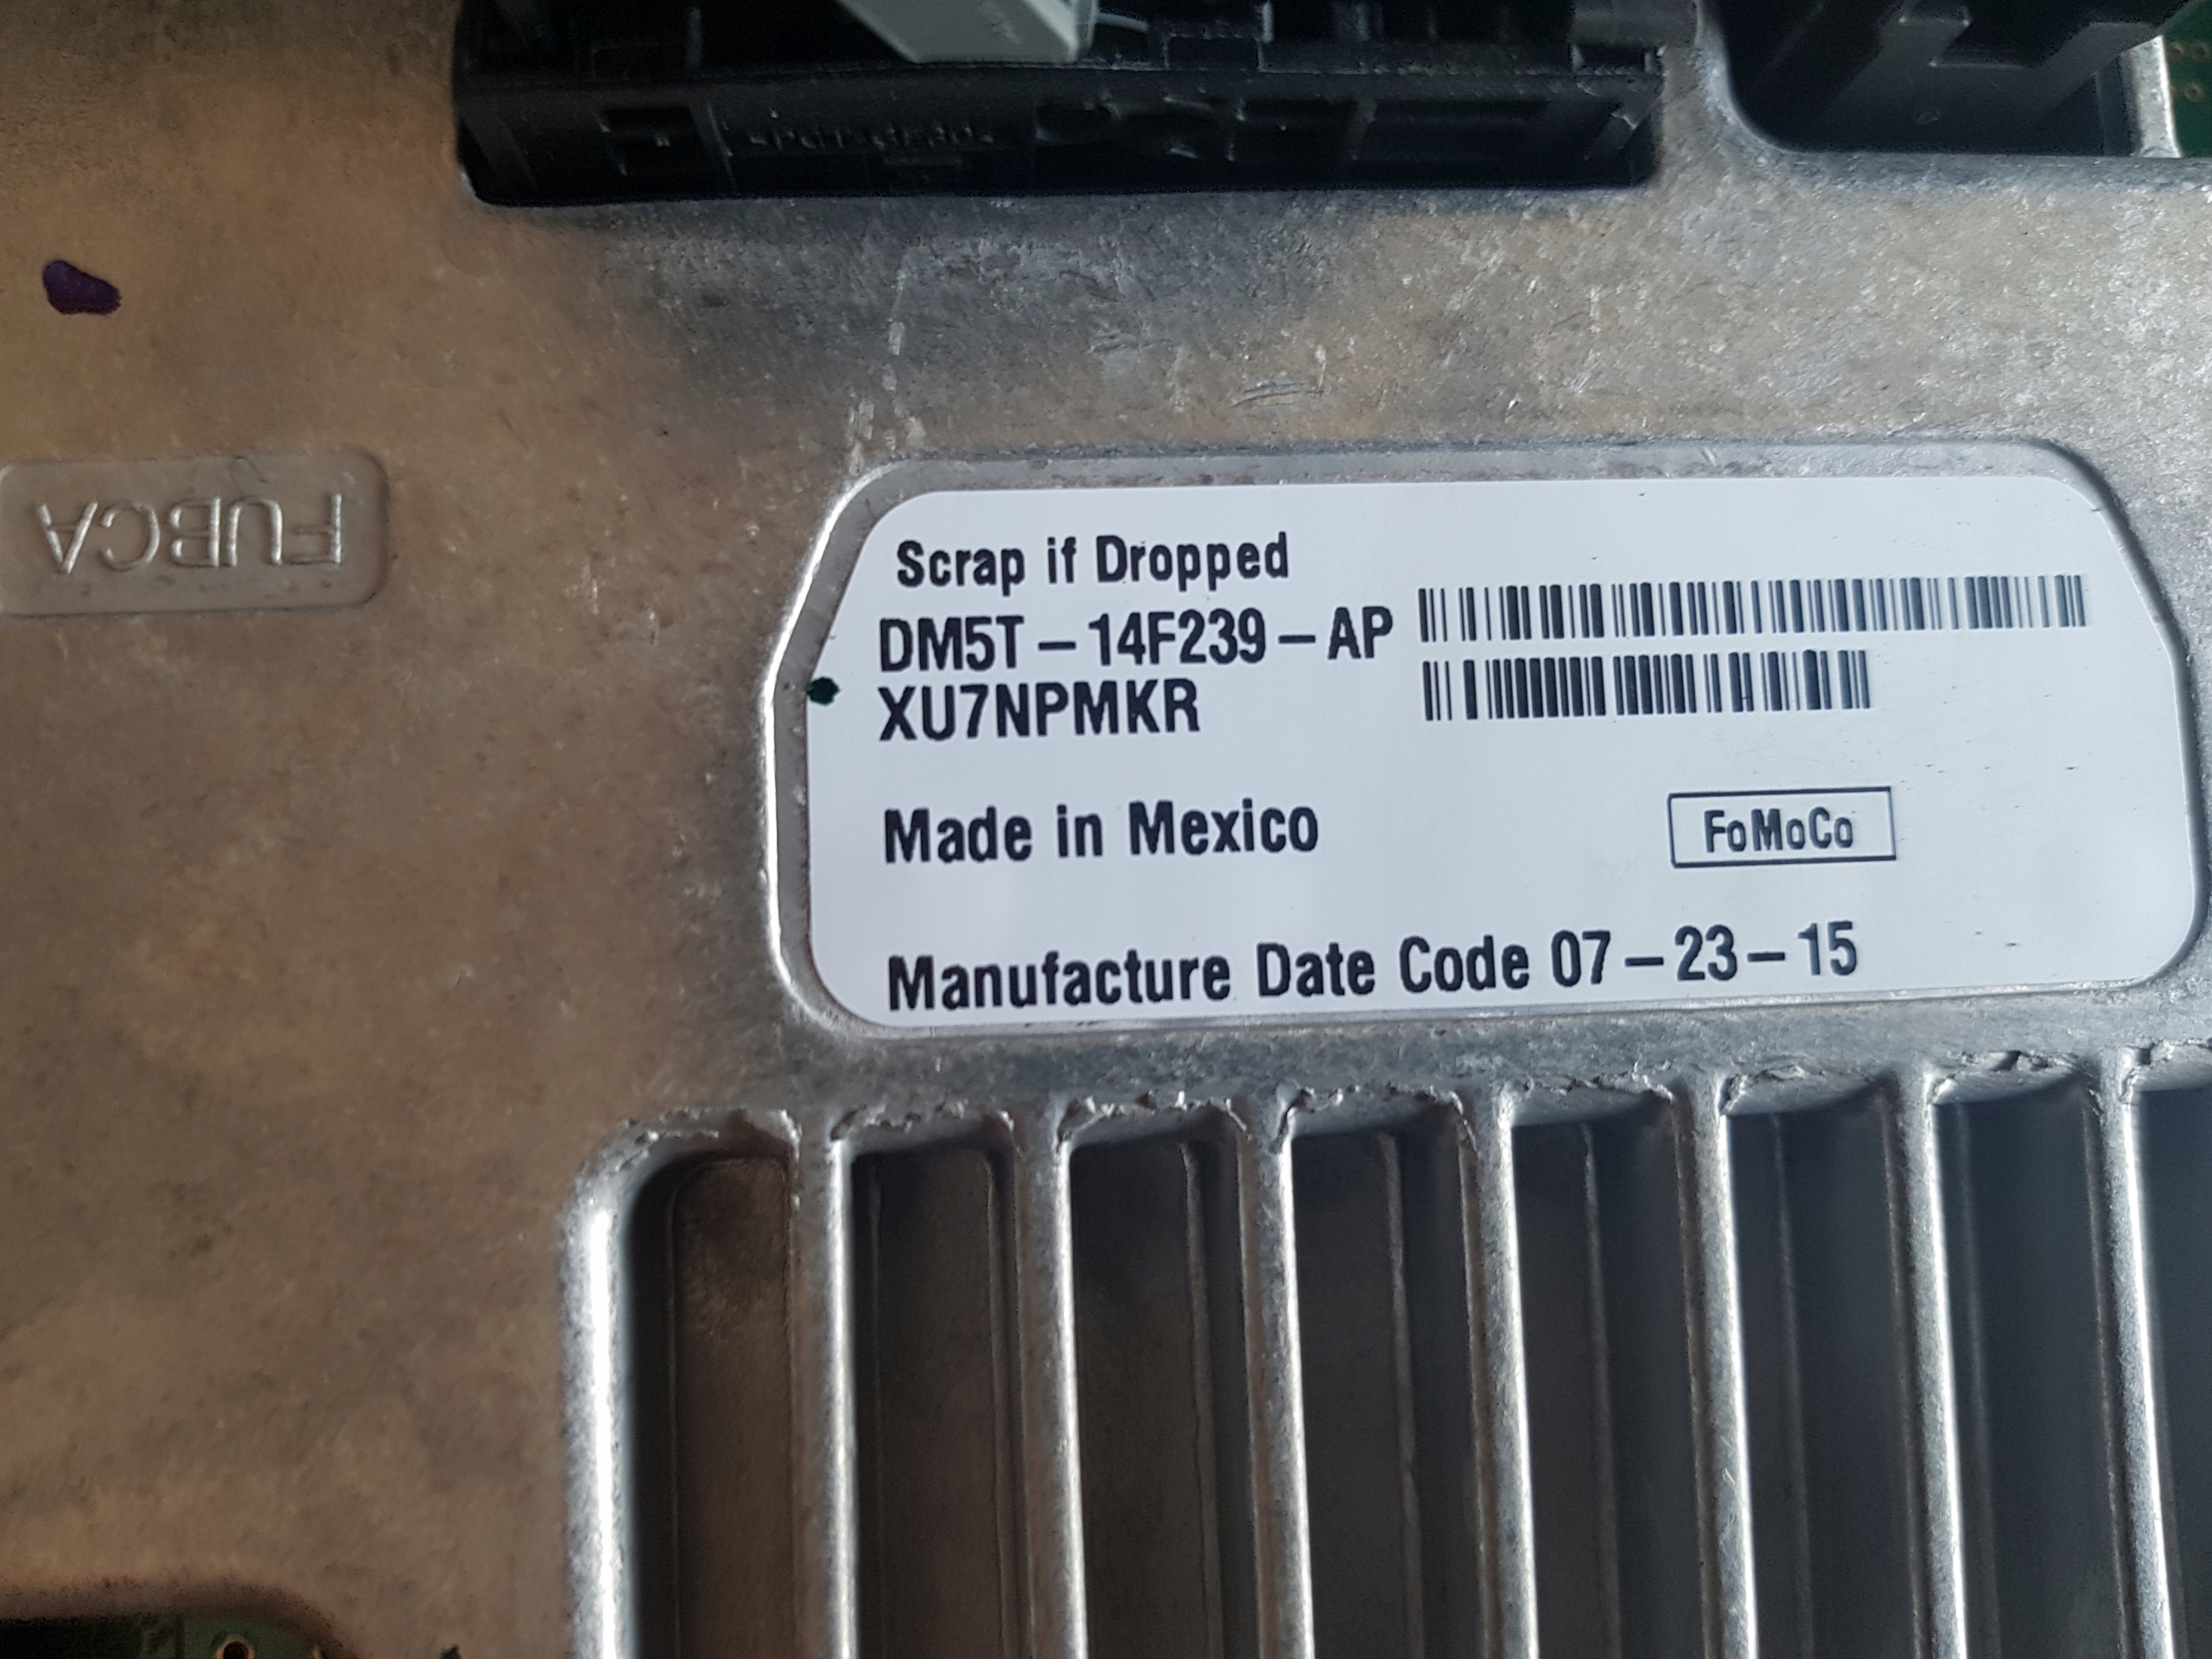 FUBCA
Scrap if Dropped
DM5T-14F239-AP
XU7NPMKR
Made in Mexico
FoMoCo
Manufacture Date Code 07-23-15